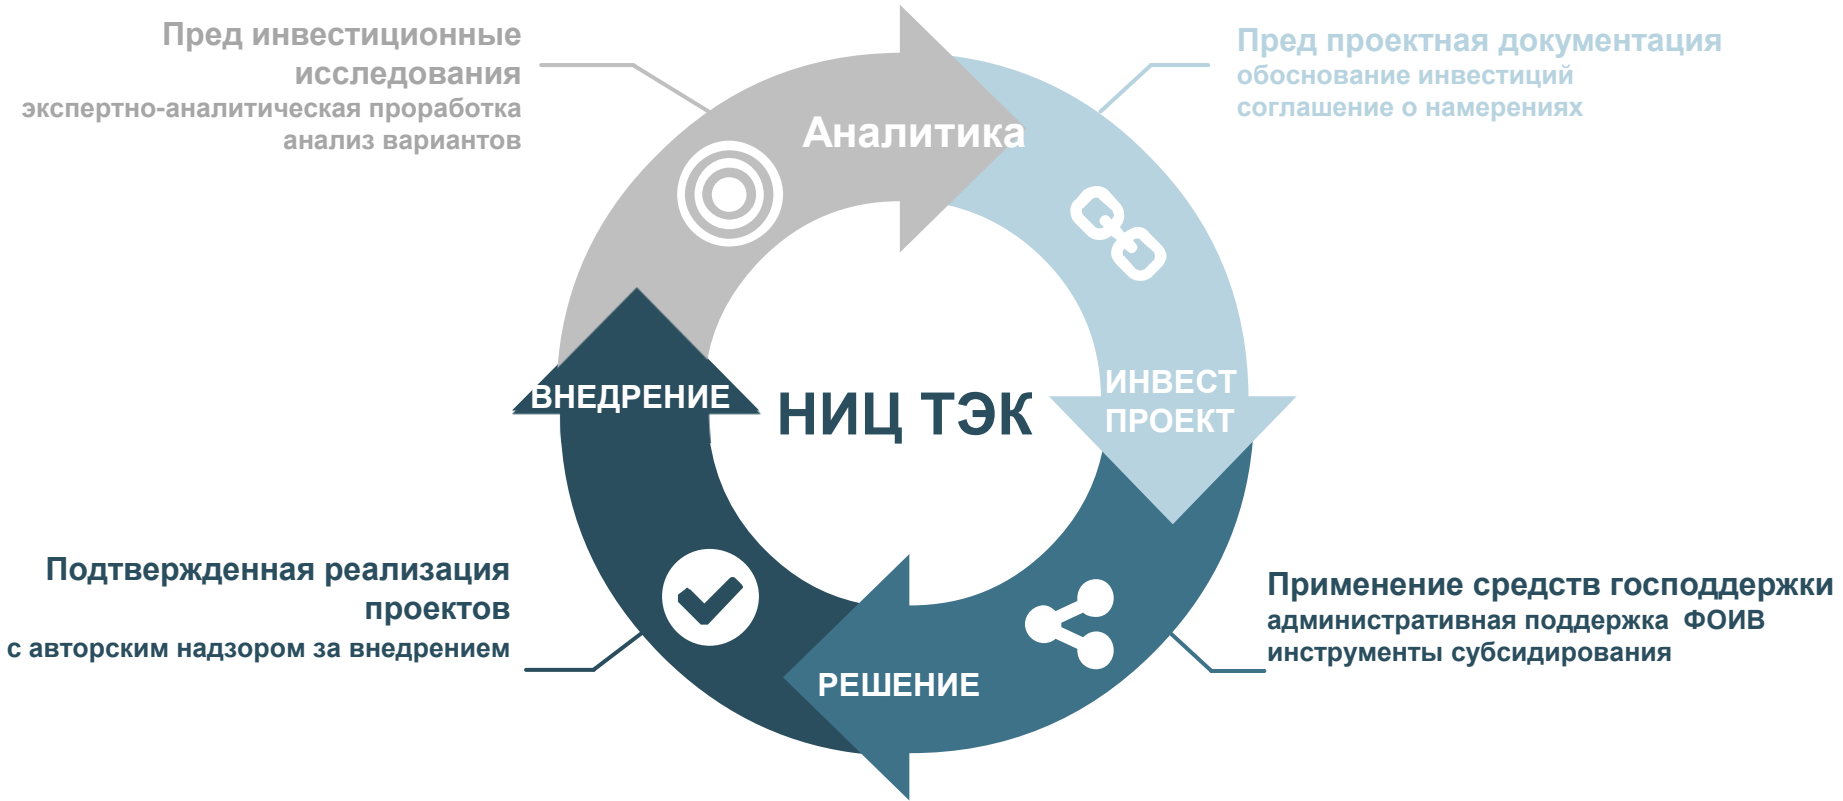 Пред инвестиционные
исследования
экспертно-аналитическая проработка
анализ вариантов
Пред проектная документация
обоснование инвестиций
соглашение о намерениях
Аналитика
ИНВЕСТ
ПРОЕКТ
ВНЕДРЕНИЕ
НИЦ ТЭК
РЕШЕНИЕ
Подтвержденная реализация
проектов
с авторским надзором за внедрением
Применение средств господдержки
административная поддержка  ФОИВ
инструменты субсидирования